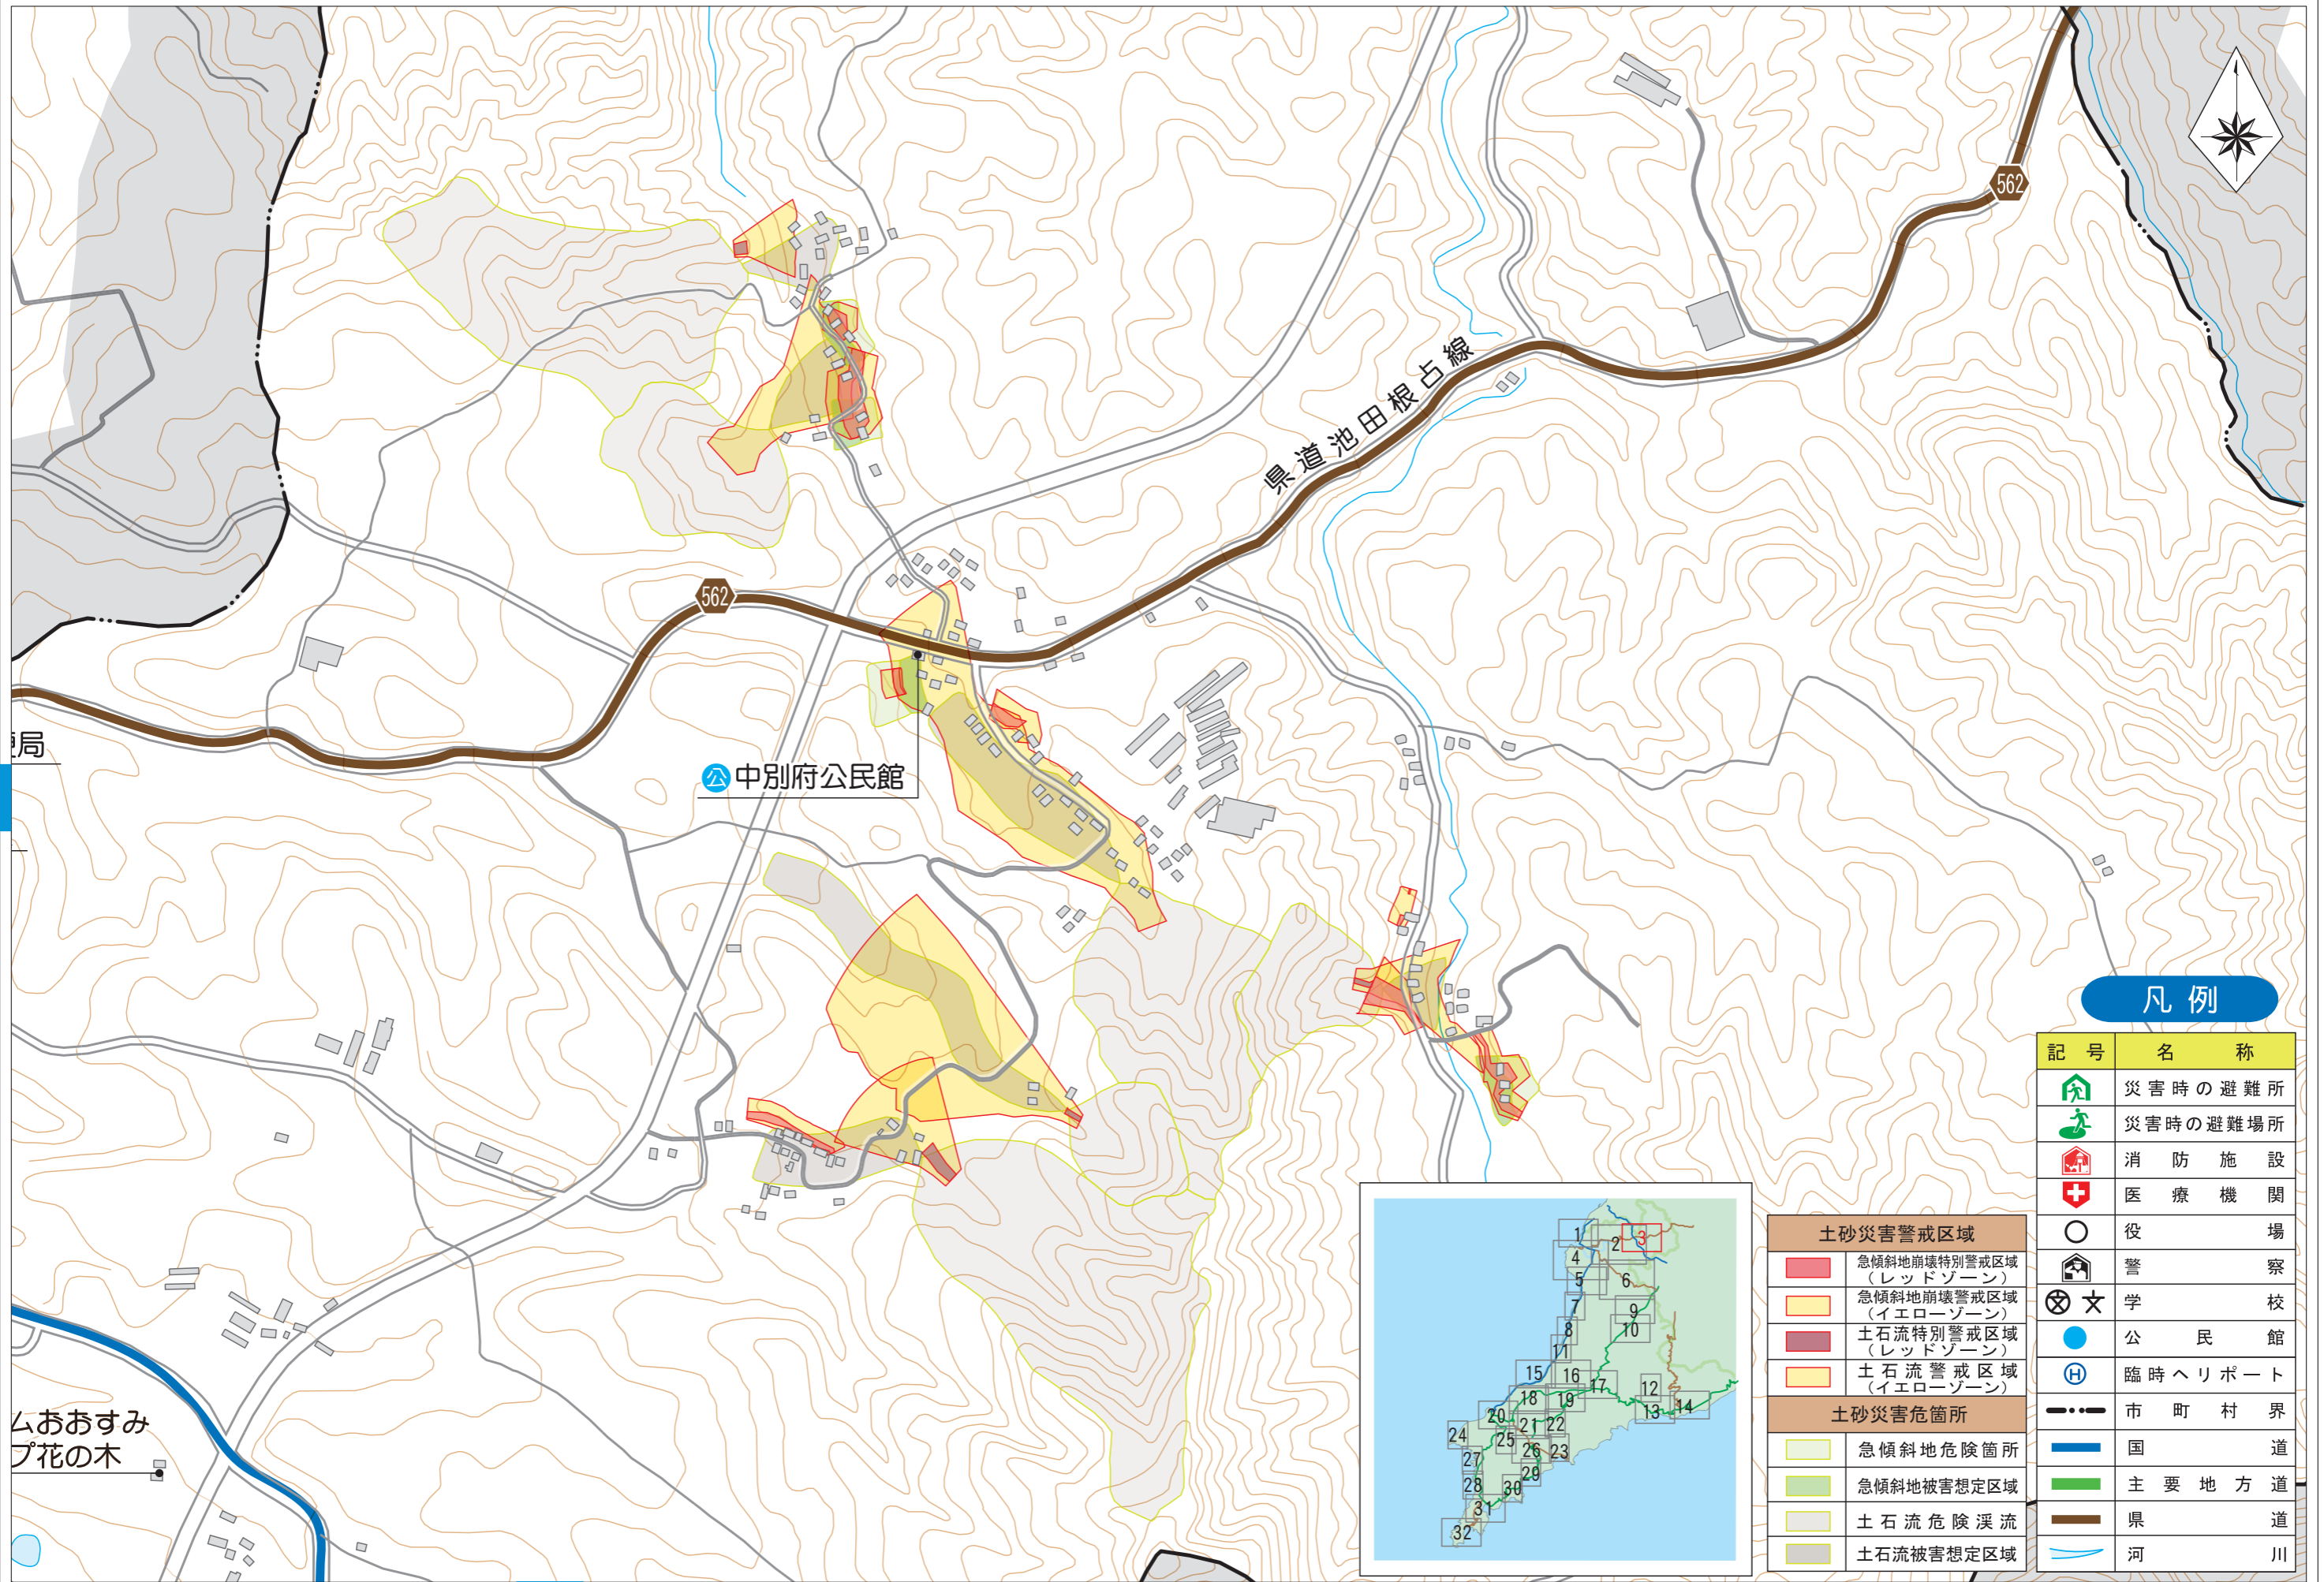 562
県道池田根占線
562
更局
公 中別府公民館
ムおおすみ
プ花の木
凡例
記号 名称
災害時の避難所
災害時の避難場所
消防施設
医療機関
役場
警察
文 文 学校
公民館
H 臨時ヘリポート
市町村界
国道
主要地方道
県道
河川
土砂災害警戒区域
急傾斜地崩壊特別警戒区域
（レッドゾーン）
急傾斜地崩壊警戒区域
（イエローゾーン）
土石流特別警戒区域
（レッドゾーン）
土石流警戒区域
（イエローゾーン）
土砂災害危箇所
急傾斜地危険箇所
急傾斜地被害想定区域
土石流危険渓流
土石流被害想定区域
1
2
3
4
5
6
7
8
9
10
11
12
13
14
15
16
17
18
19
20
21
22
23
24
25
26
27
28
29
30
31
32